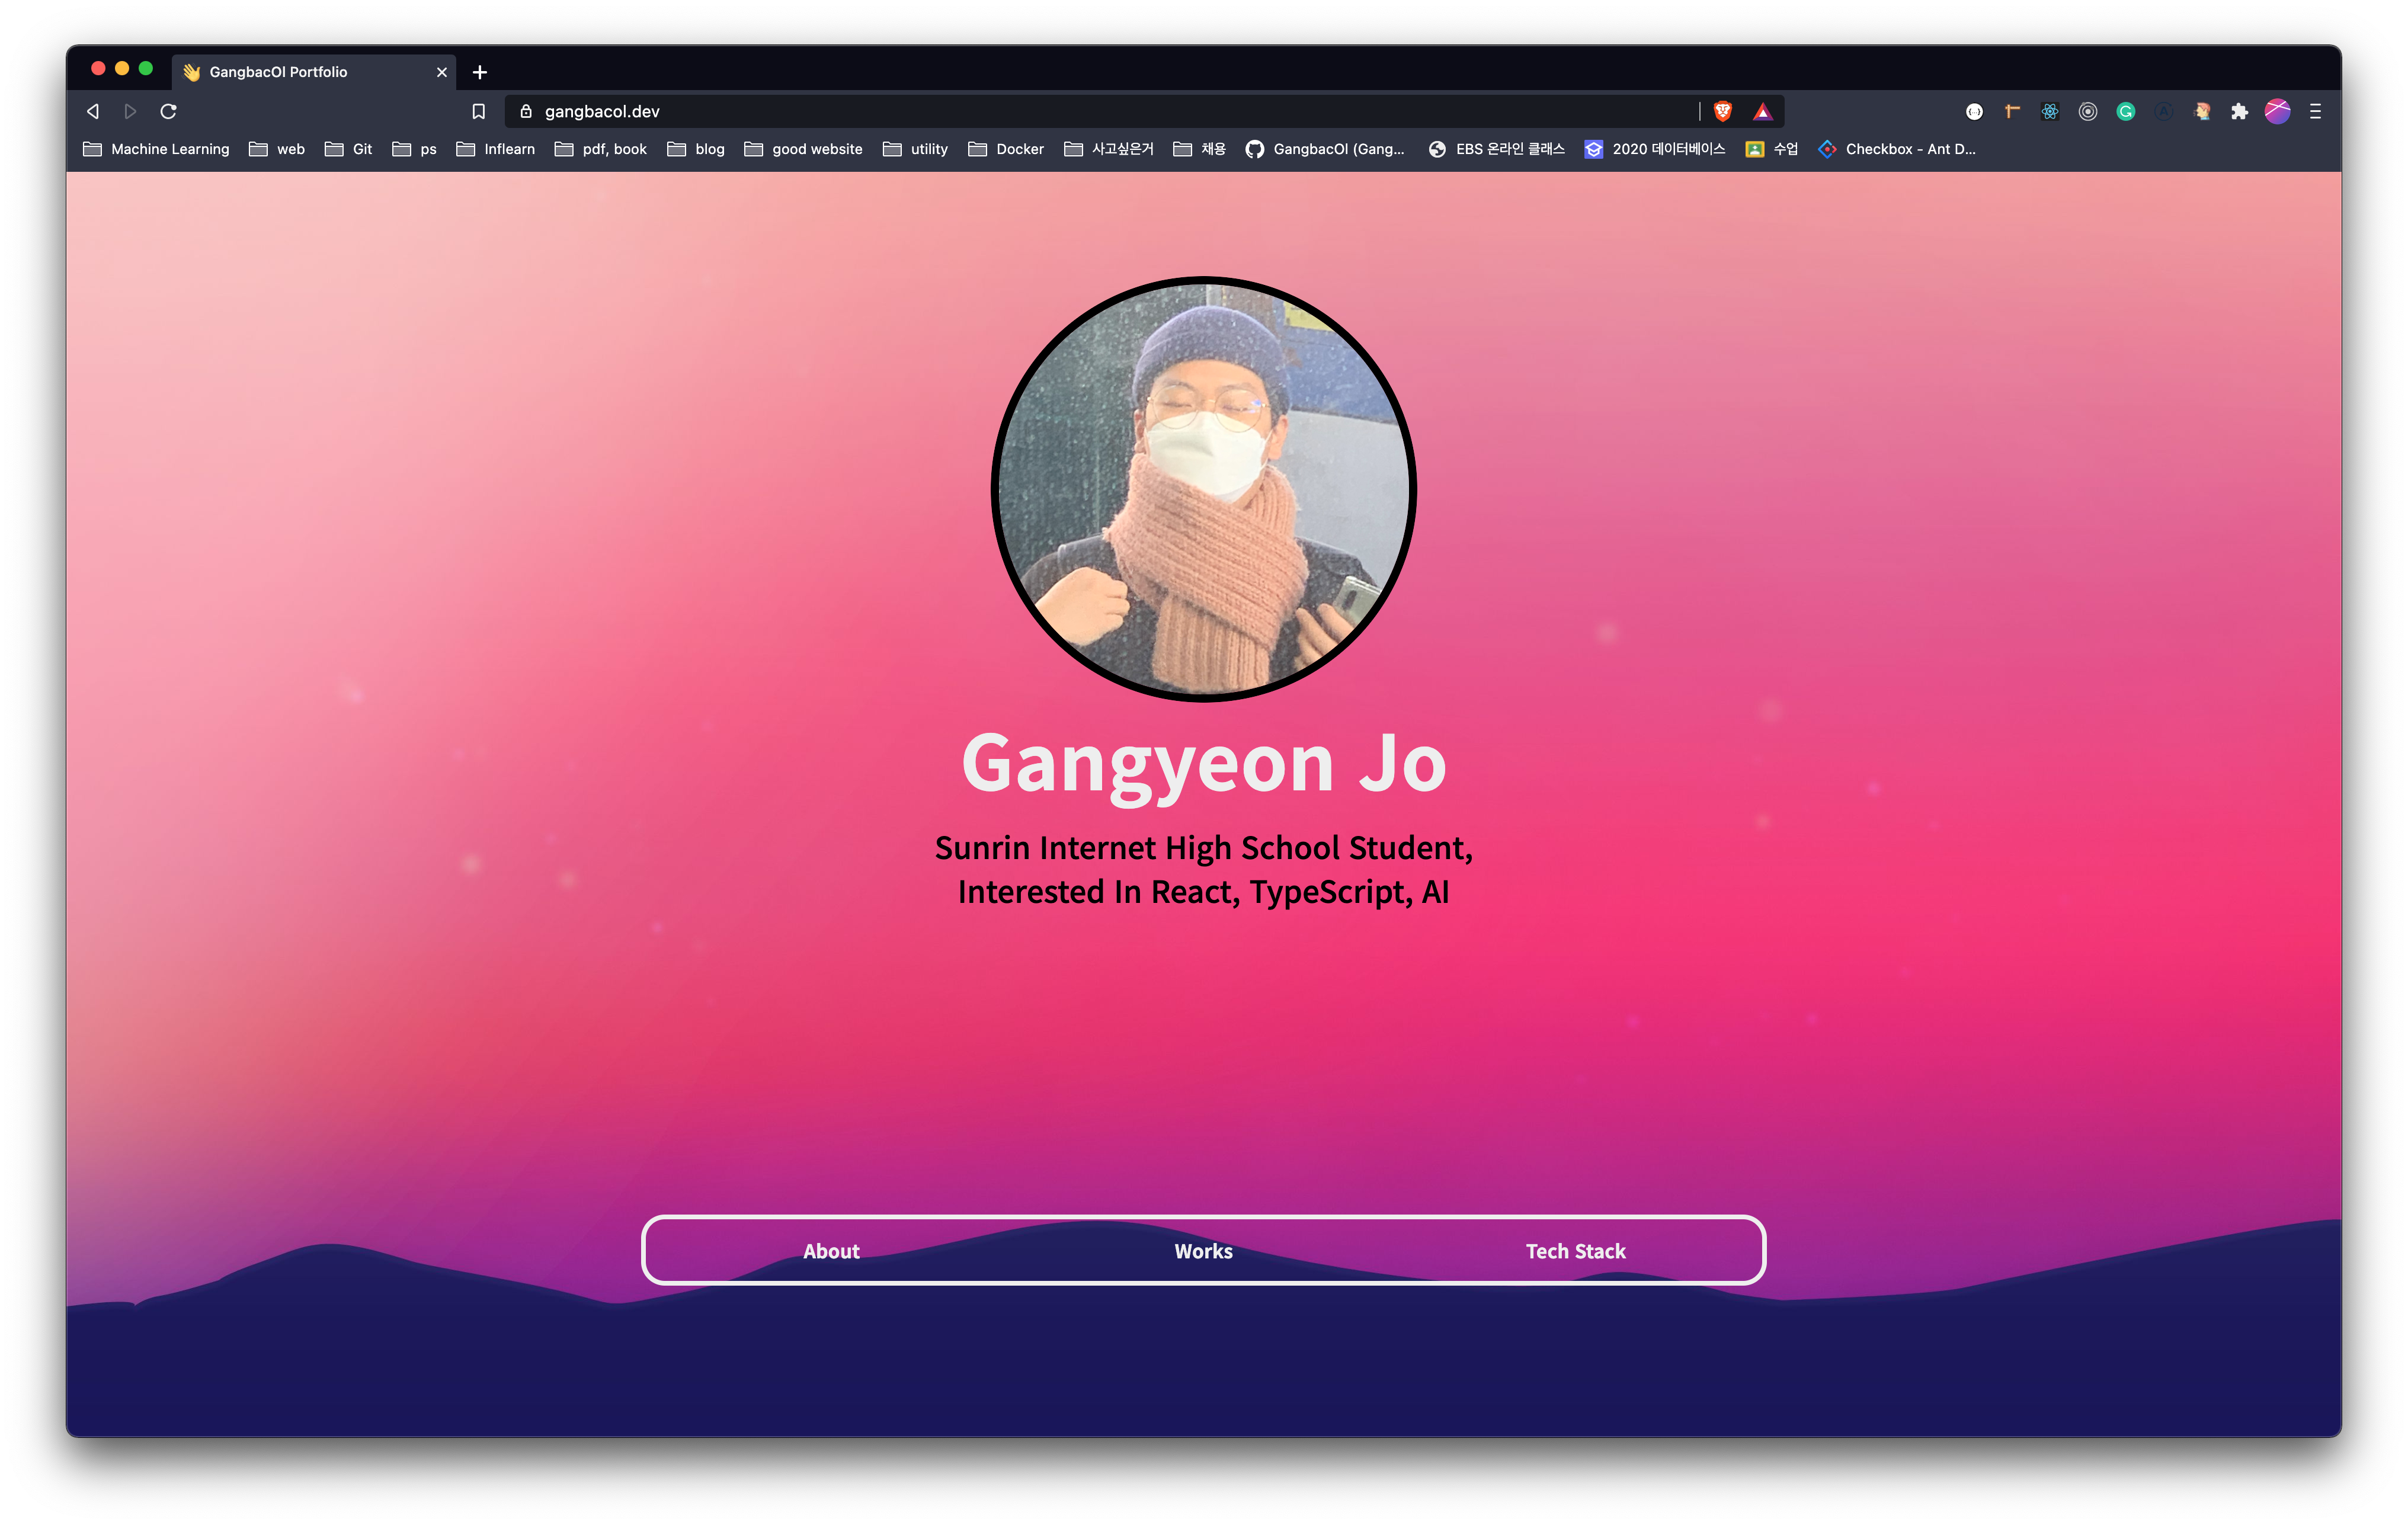 GangbacOl Portfolio
gangbacol.dev
Machine Learning web Git ps Inflearn pdf, book blog good website utility Docker 사고싶은거 채용 GangbacOl (Gang... EBS 온라인 클래스 2020 데이터베이스 수업 Checkbox - Ant D...
Gangyeon Jo
Sunrin Internet High School Student,
Interested In React, TypeScript, AI
About Works Tech Stack